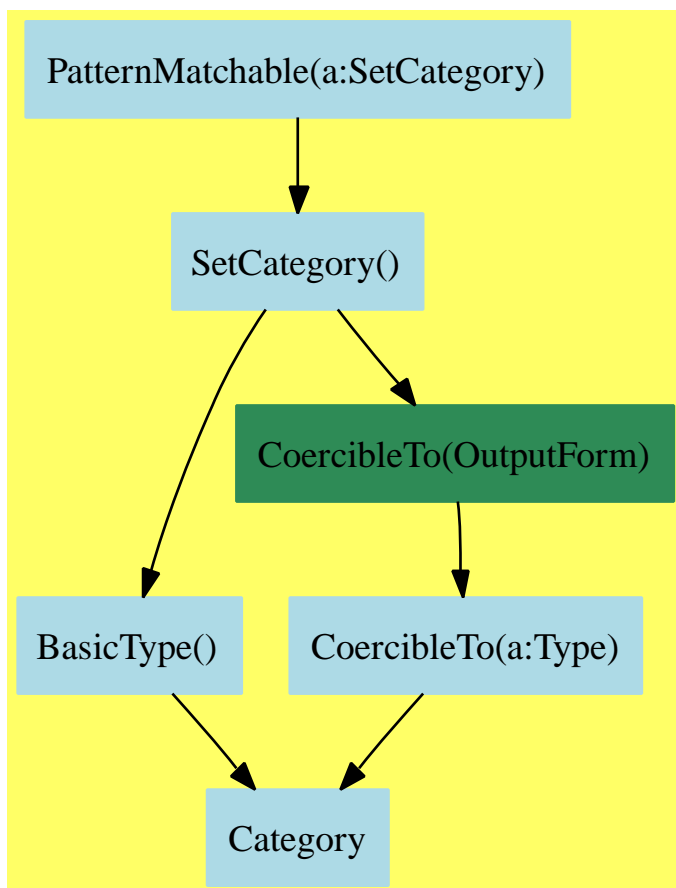 PatternMatchable(a:SetCategory)
SetCategory()
CoercibleTo(OutputForm)
BasicType()
CoercibleTo(a:Type)
Category